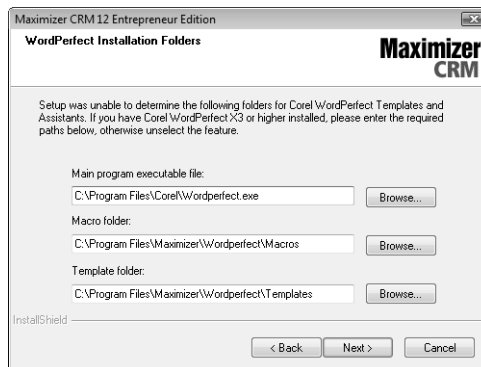 Maximizer CRM 12 Entrepreneur Edition
WordPerfect Installation Folders
Maximizer
CRM
Setup was unable to determine the following folders for Corel WordPerfect Templates and
Assistants. If you have Corel WordPerfect X3 or higher installed, please enter the required
paths below, otherwise unselect the feature.
Main program executable file:
C:\Program Files\Corel\Wordperfect.exe
Browse...
Macro folder:
C:\Program Files\Maximizer\Wordperfect\Macros
Browse...
Template folder:
C:\Program Files\Maximizer\Wordperfect\Templates
Browse...
InstallShield
< Back
Next >
Cancel